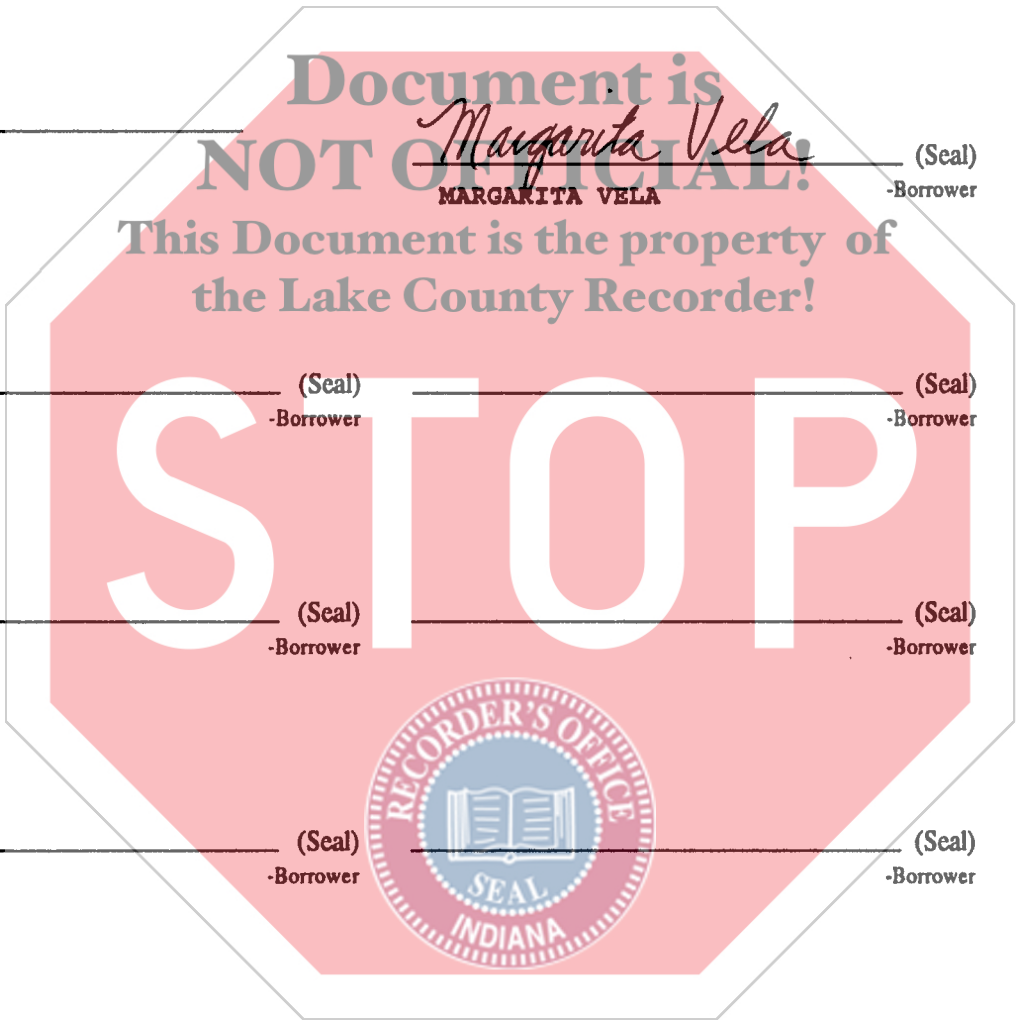 Document is
Margarita Vela
NOT OFFICIAL!
(Seal)
MARGARITA VELA
-Borrower
This Document is the property of
the Lake County Recorder!
(Seal) (Seal)
-Borrower -Borrower
STOP
(Seal) (Seal)
-Borrower -Borrower
RECORDER'S OFFICE
(Seal) (Seal)
-Borrower -Borrower
SEAL
INDIANA